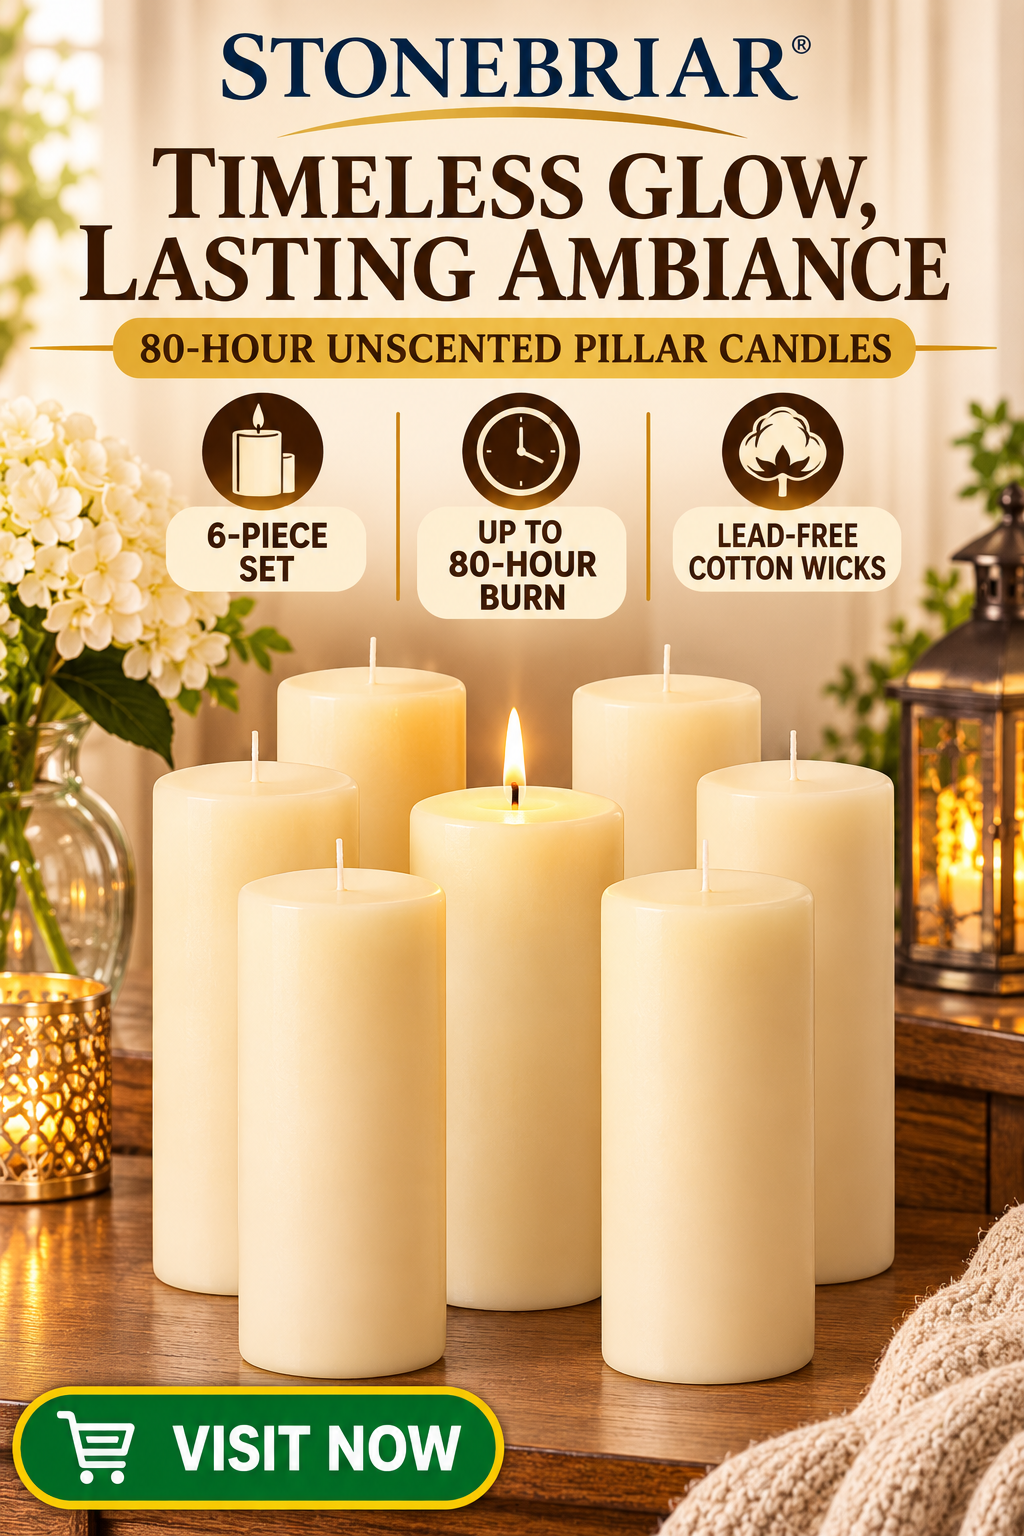 STONEBRIAR®
TIMELESS GLOW,
LASTING AMBIANCE
80-HOUR UNSCENTED PILLAR CANDLES
6-PIECE
SET
UP TO
80-HOUR
BURN
LEAD-FREE
COTTON WICKS
VISIT NOW